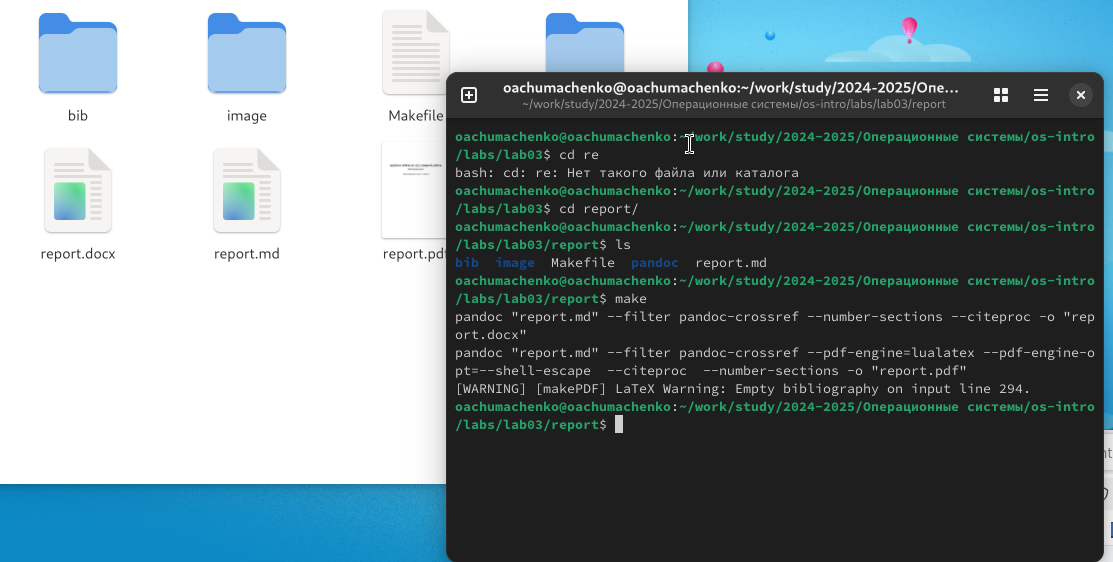 bib
image
Makefile
report.docx
report.md
report.pdf
oachumachenko@oachumachenko:~/work/study/2024-2025/Опе...
~/work/study/2024-2025/Операционные системы/os-intro/labs/lab03/report
oachumachenko@oachumachenko:~/work/study/2024-2025/Операционные системы/os-intro
/labs/lab03$ cd re
bash: cd: re: Нет такого файла или каталога
oachumachenko@oachumachenko:~/work/study/2024-2025/Операционные системы/os-intro
/labs/lab03$ cd report/
oachumachenko@oachumachenko:~/work/study/2024-2025/Операционные системы/os-intro
/labs/lab03/report$ ls
bib  image  Makefile  pandoc  report.md
oachumachenko@oachumachenko:~/work/study/2024-2025/Операционные системы/os-intro
/labs/lab03/report$ make
pandoc "report.md" --filter pandoc-crossref --number-sections --citeproc -o "rep
ort.docx"
pandoc "report.md" --filter pandoc-crossref --pdf-engine=lualatex --pdf-engine-o
pt=--shell-escape  --citeproc  --number-sections -o "report.pdf"
[WARNING] [makePDF] LaTeX Warning: Empty bibliography on input line 294.
oachumachenko@oachumachenko:~/work/study/2024-2025/Операционные системы/os-intro
/labs/lab03/report$